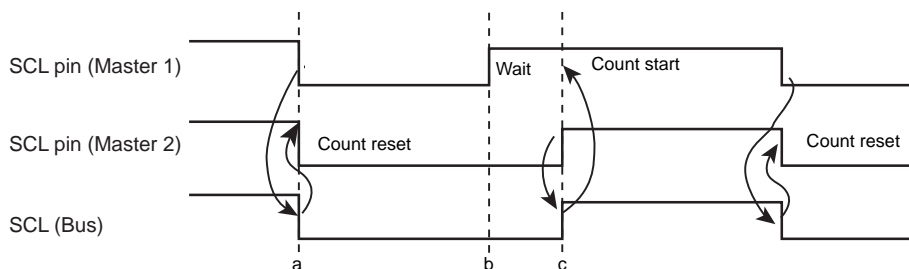 SCL pin (Master 1)
Wait
Count start
SCL pin (Master 2)
Count reset
Count reset
SCL (Bus)
a
b
c